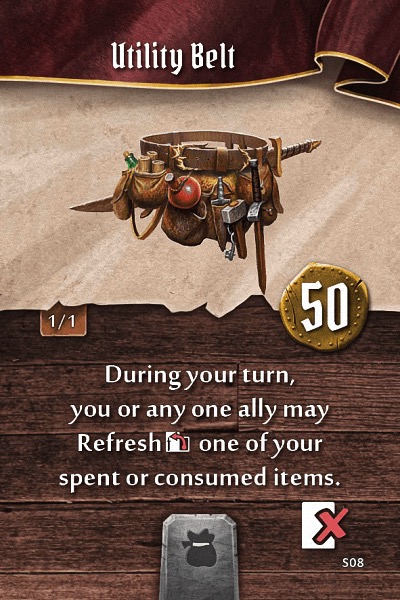 Utility Belt
50
1/1
During your turn,
you or any one ally may
Refresh one of your
spent or consumed items.
S08